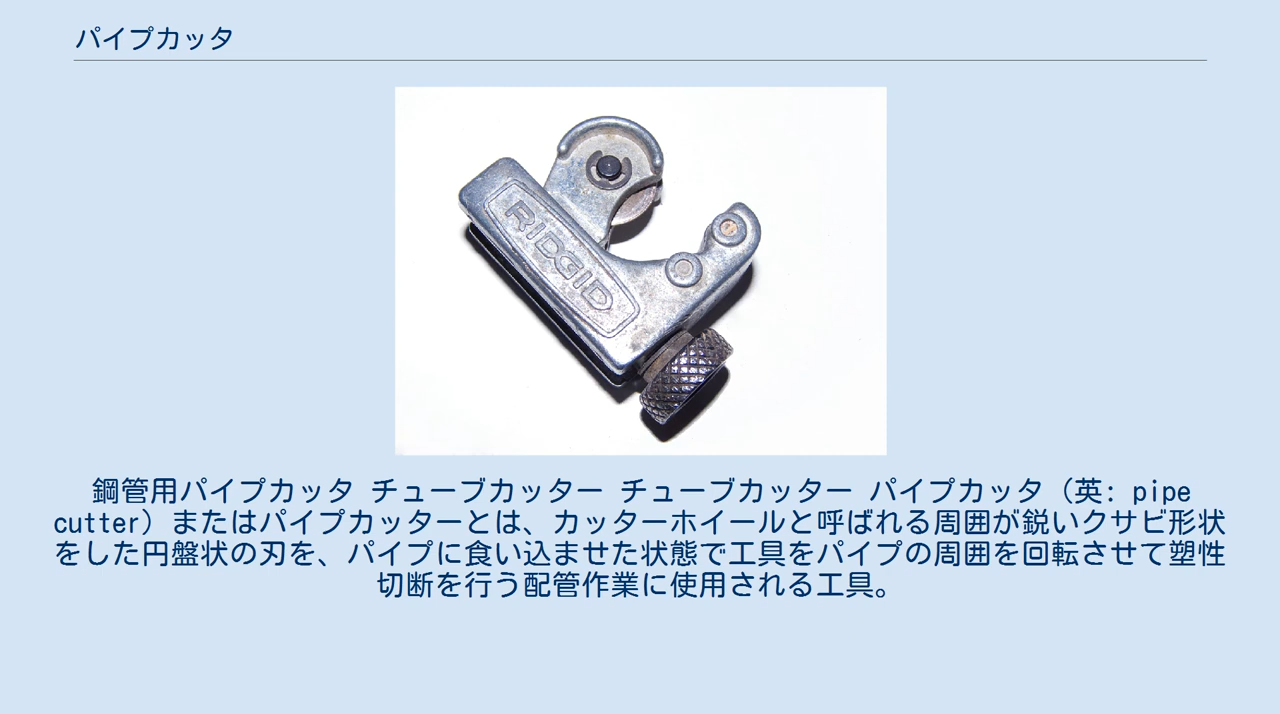 パイプカッタ
RIDGID
鋼管用パイプカッタ チューブカッター チューブカッター パイプカッタ（英: pipe
cutter）またはパイプカッターとは、カッターホイールと呼ばれる周囲が鋭いクサビ形状
をした円盤状の刃を、パイプに食い込ませた状態で工具をパイプの周囲を回転させて塑性
切断を行う配管作業に使用される工具。